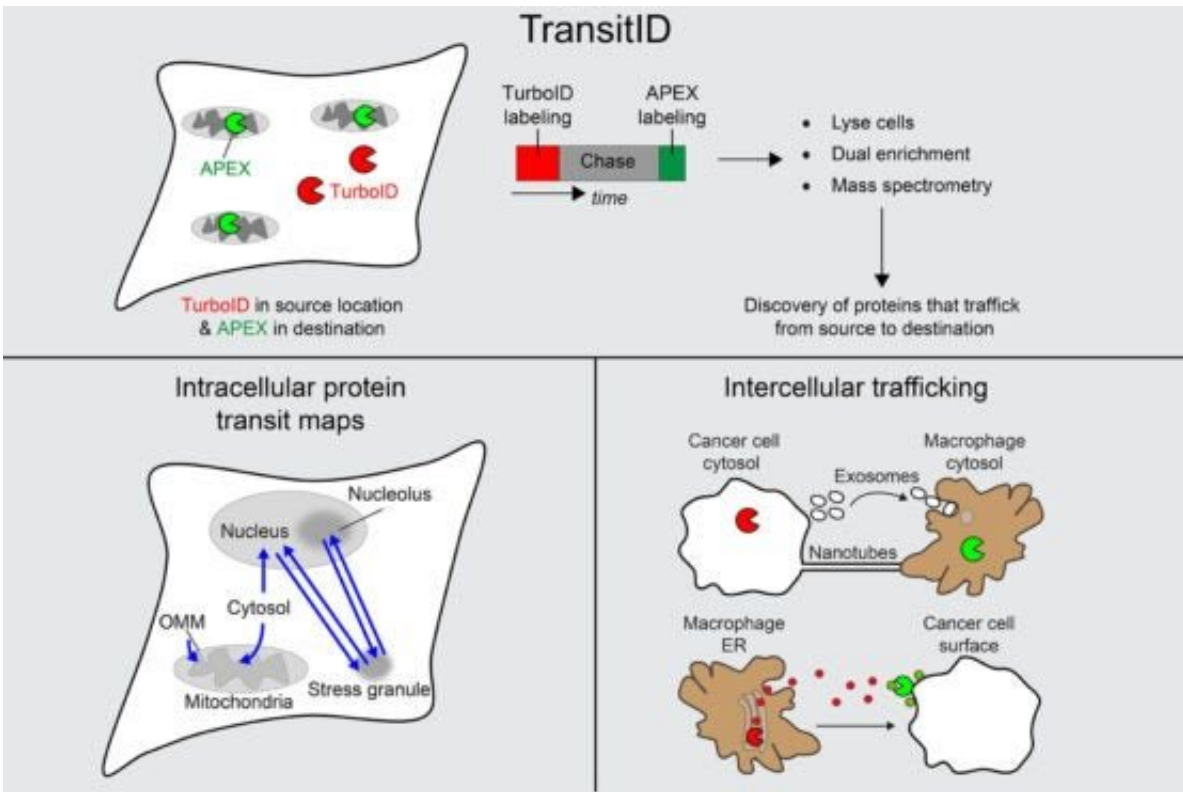 TransitID
APEX
TurboID
TurboID in source location
& APEX in destination
TurboID
labeling
APEX
labeling
Chase
time
• Lyse cells
• Dual enrichment
• Mass spectrometry
Discovery of proteins that traffick
from source to destination
Intracellular protein
transit maps
Nucleolus
Nucleus
Cytosol
OMM
Mitochondria
Stress granule
Intercellular trafficking
Cancer cell
cytosol
Exosomes
Macrophage
cytosol
Nanotubes
Macrophage
ER
Cancer cell
surface